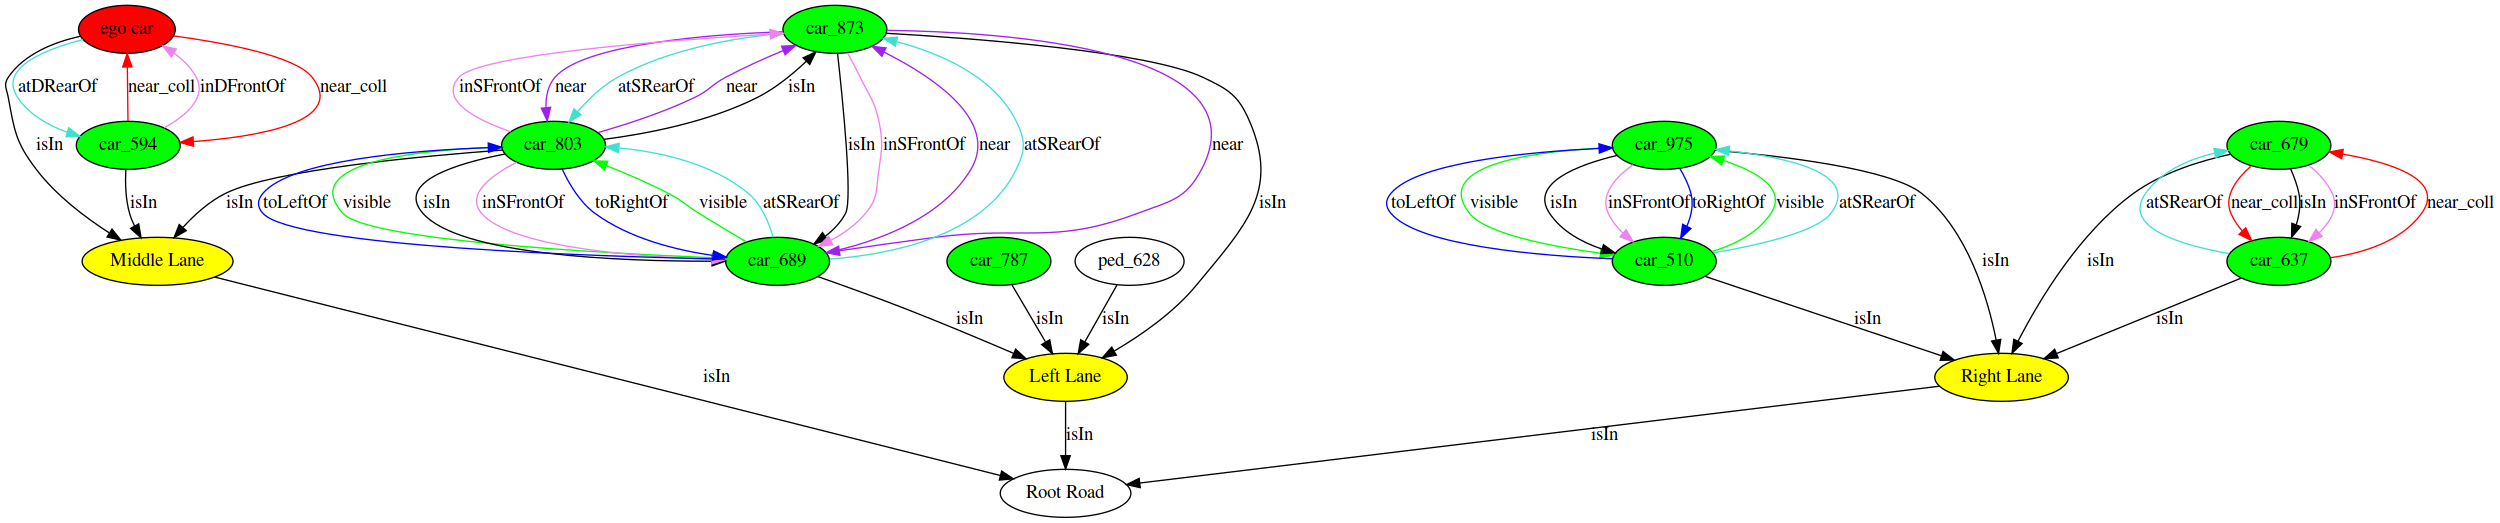 ego car
car_873
atDRearOf
near_coll
inDFrontOf
near_coll
inSFrontOf
near
atSRearOf
near
isIn
isIn
car_594
car_803
isIn
inSFrontOf
near
atSRearOf
near
car_975
car_679
isIn
isIn
toLeftOf
visible
isIn
inSFrontOf
toRightOf
visible
atSRearOf
isIn
toLeftOf
visible
isIn
inSFrontOf
toRightOf
visible
atSRearOf
atSRearOf
near_coll
isIn
inSFrontOf
near_coll
Middle Lane
car_689
car_787
ped_628
car_510
isIn
isIn
car_637
isIn
isIn
isIn
isIn
isIn
isIn
Left Lane
Right Lane
isIn
isIn
Root Road